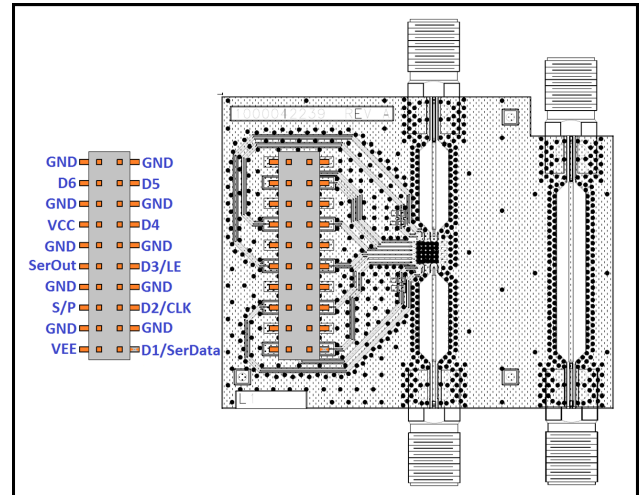 GND GND
D6 D5
GND GND
VCC D4
GND GND
SerOut D3/LE
GND GND
S/P D2/CLK
GND GND
VEE D1/SerData
REV A